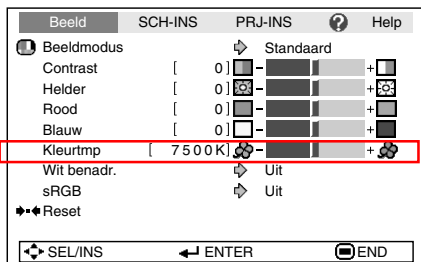 Beeld SCH-INS PRJ-INS ? Help
Beeldmodus Standaard
Contrast [ 0] - +
Helder [ 0] - +
Rood [ 0] - +
Blauw [ 0] - +
Kleurtmp [ 7500K] - +
Wit benadr. Uit
sRGB Uit
Reset
SEL/INS ENTER END